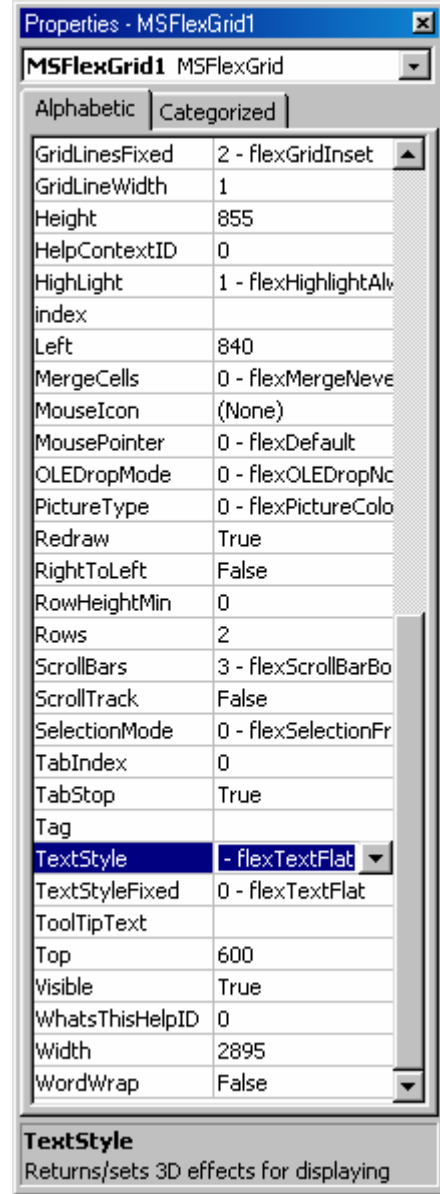 Properties - MSFlexGrid1
MSFlexGrid1 MSFlexGrid
Alphabetic Categorized
GridLinesFixed 2 - flexGridInset
GridLineWidth 1
Height 855
HelpContextID 0
HighLight 1 - flexHighlightAlw
index
Left 840
MergeCells 0 - flexMergeNeve
MouseIcon (None)
MousePointer 0 - flexDefault
OLEDropMode 0 - flexOLEDropNo
PictureType 0 - flexPictureColo
Redraw True
RightToLeft False
RowHeightMin 0
Rows 2
ScrollBars 3 - flexScrollBarBo
ScrollTrack False
SelectionMode 0 - flexSelectionFr
TabIndex 0
TabStop True
Tag
TextStyle - flexTextFlat
TextStyleFixed 0 - flexTextFlat
ToolTipText
Top 600
Visible True
WhatsThisHelpID 0
Width 2895
WordWrap False
TextStyle
Returns/sets 3D effects for displaying